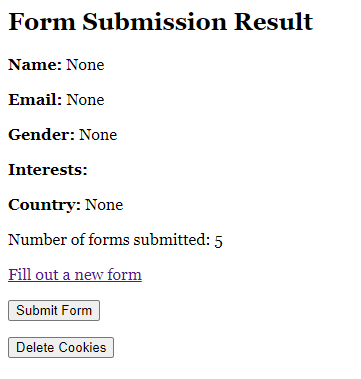 Form Submission Result
Name: None
Email: None
Gender: None
Interests:
Country: None
Number of forms submitted: 5
Fill out a new form
Submit Form
Delete Cookies